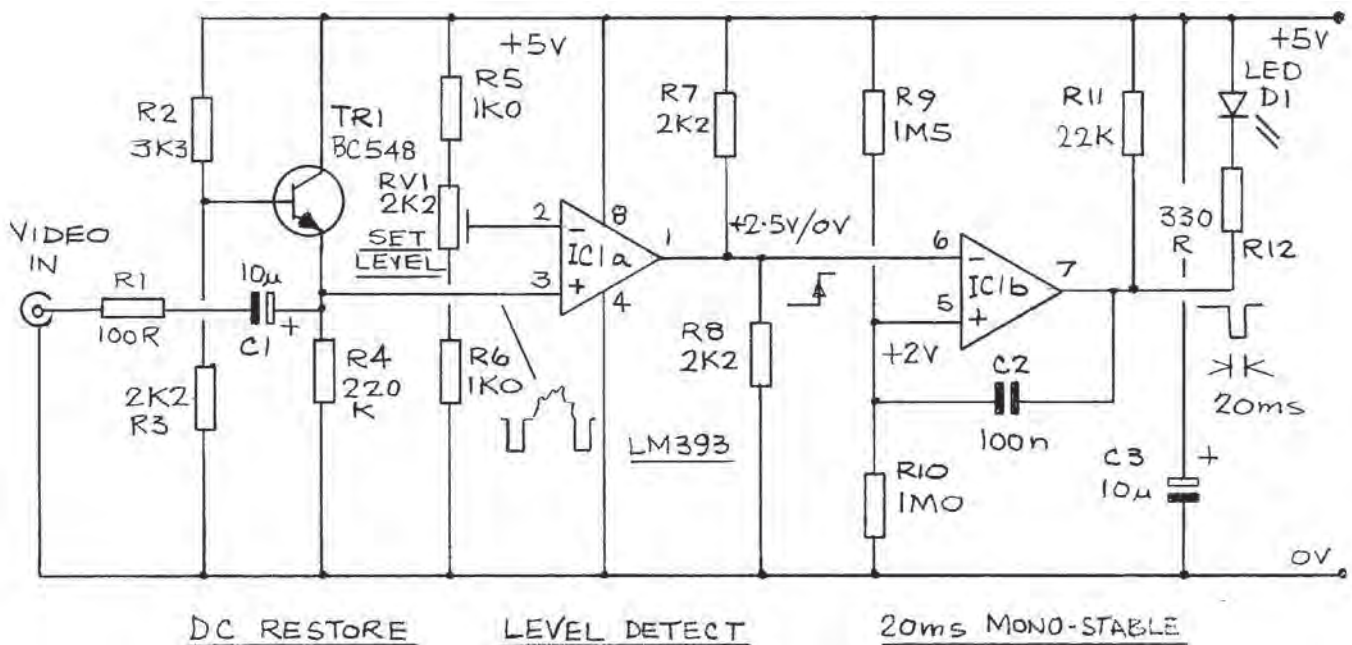 +5V
+5V
R2
3K3
TR1
BC548
R5
1K0
RV1
2K2
SET
LEVEL
R7
2K2
R9
1M5
R11
22K
LED
D1
330
R
R12
VIDEO
IN
R1
100R
10µ
C1
+
2
-
IC1a
3
+
8
4
1
+2.5V/0V
6
-
IC1b
5
+
7
+2V
R8
2K2
2K2
R3
R4
220
K
R6
1K0
LM393
C2
100n
20ms
R10
1M0
C3
10µ
+
0V
DC RESTORE
LEVEL DETECT
20ms MONO-STABLE